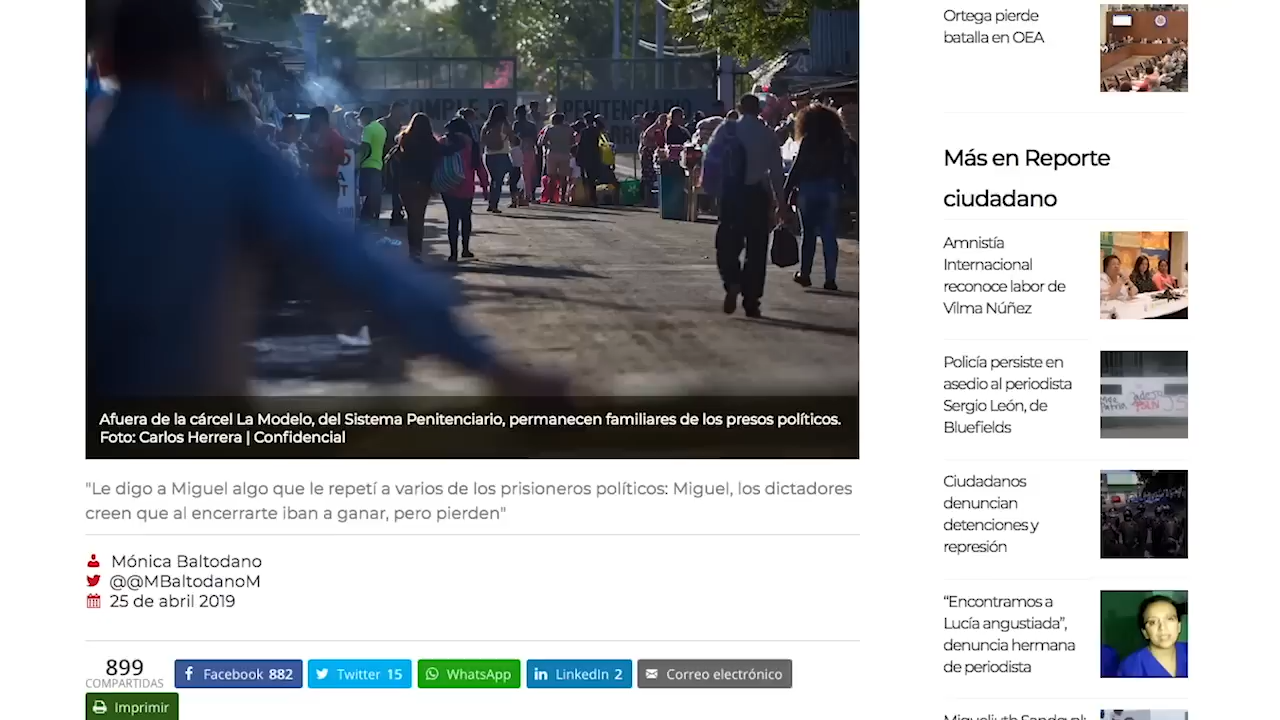 COMPLEJO PENITENCIARIO
Afuera de la cárcel La Modelo, del Sistema Penitenciario, permanecen familiares de los presos políticos.
Foto: Carlos Herrera | Confidencial
"Le digo a Miguel algo que le repetí a varios de los prisioneros políticos: Miguel, los dictadores
creen que al encerrarte iban a ganar, pero pierden"
Mónica Baltodano
@@MBaltodanoM
25 de abril 2019
899
COMPARTIDAS
Facebook 882
Twitter 15
WhatsApp
LinkedIn 2
Correo electrónico
Imprimir
Ortega pierde
batalla en OEA
Más en Reporte
ciudadano
Amnistía
Internacional
reconoce labor de
Vilma Núñez
Policía persiste en
asedio al periodista
Sergio León, de
Bluefields
Ciudadanos
denuncian
detenciones y
represión
“Encontramos a
Lucía angustiada”,
denuncia hermana
de periodista